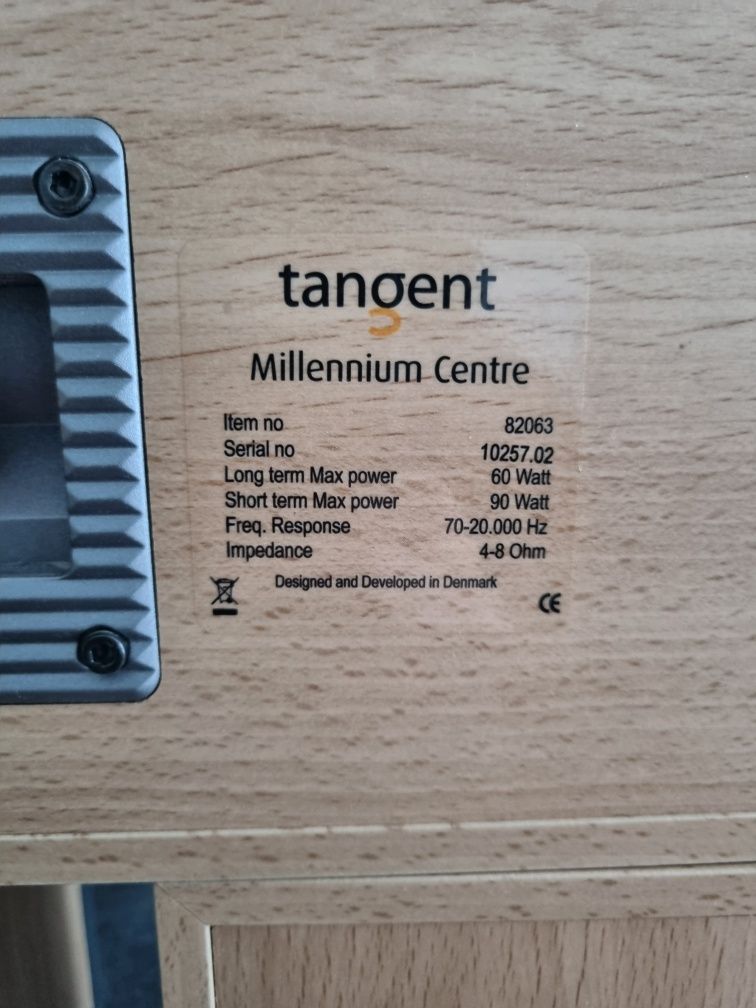 tangent
Millennium Centre
Item no 82063
Serial no 10257.02
Long term Max power 60 Watt
Short term Max power 90 Watt
Freq. Response 70-20.000 Hz
Impedance 4-8 Ohm
Designed and Developed in Denmark
CE